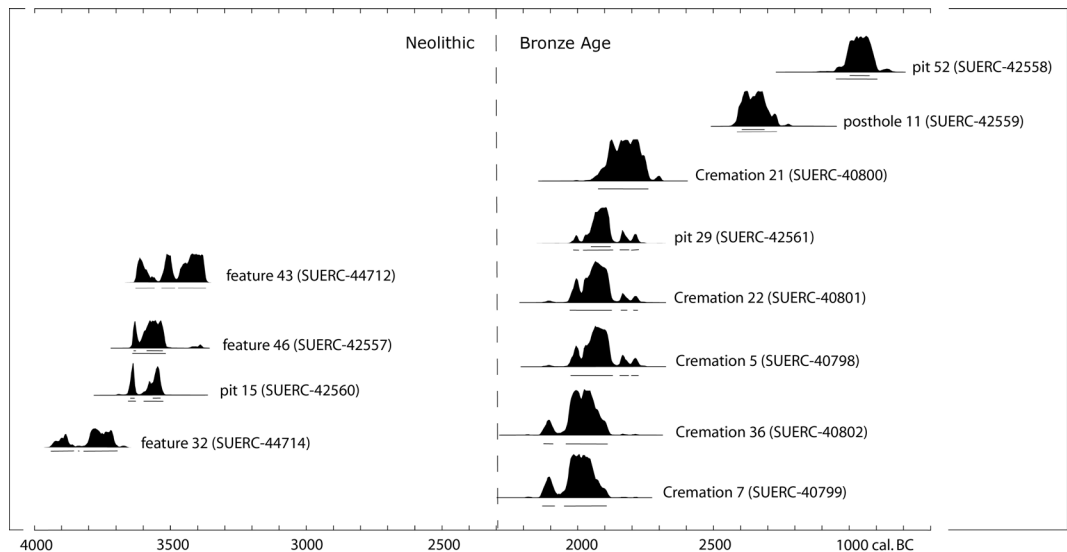 Neolithic
Bronze Age
pit 52 (SUERC-42558)
posthole 11 (SUERC-42559)
Cremation 21 (SUERC-40800)
pit 29 (SUERC-42561)
feature 43 (SUERC-44712)
Cremation 22 (SUERC-40801)
feature 46 (SUERC-42557)
Cremation 5 (SUERC-40798)
pit 15 (SUERC-42560)
Cremation 36 (SUERC-40802)
feature 32 (SUERC-44714)
Cremation 7 (SUERC-40799)
4000 3500 3000 2500 2000 2500 1000 cal. BC